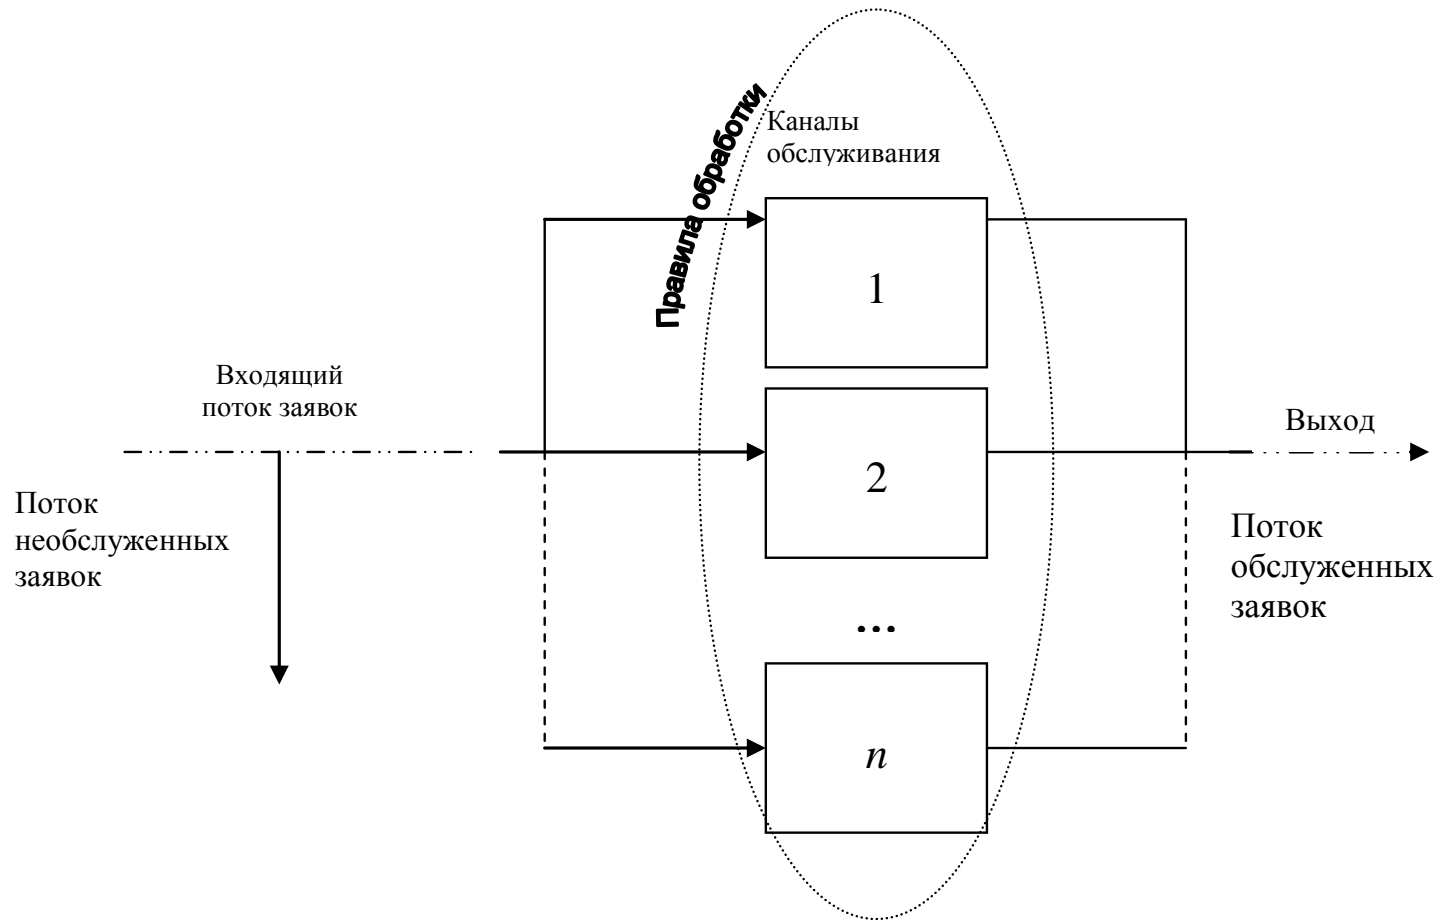 Правила обработки
Каналы
обслуживания
1
Входящий
поток заявок
2
Выход
Поток
необслуженных
заявок
Поток
обслуженных
заявок
...
n